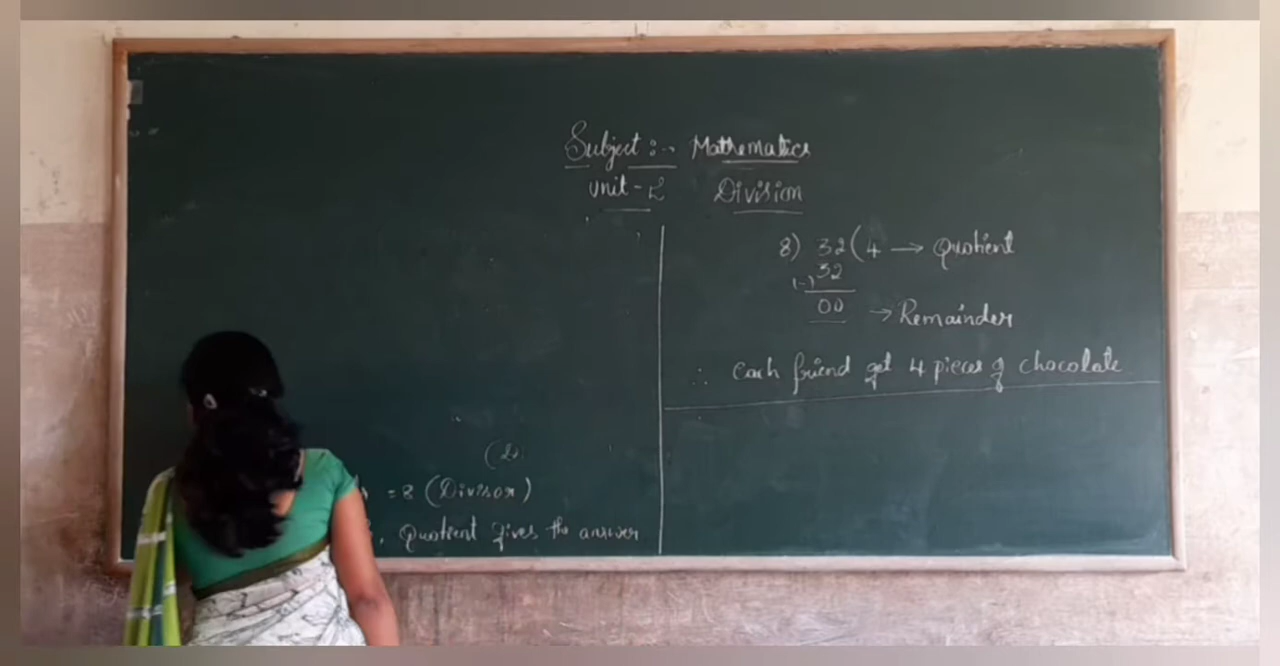 Subject :- Mathematics
Unit - 2 Division
= 8 (Divisor)
Quotient gives the answer
8) 32 (4 → Quotient
(-) 32
00 → Remainder
∴ Each friend get 4 pieces of chocolate